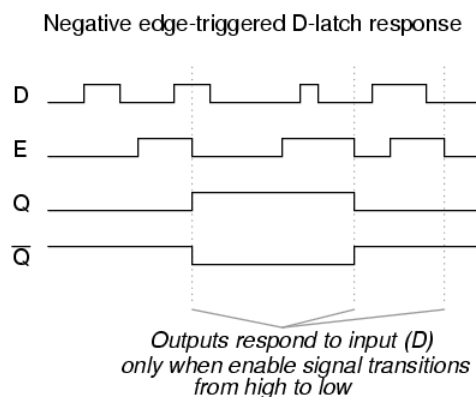 Negative edge-triggered D-latch response
D
E
Q
Q̅
Outputs respond to input (D)
only when enable signal transitions
from high to low